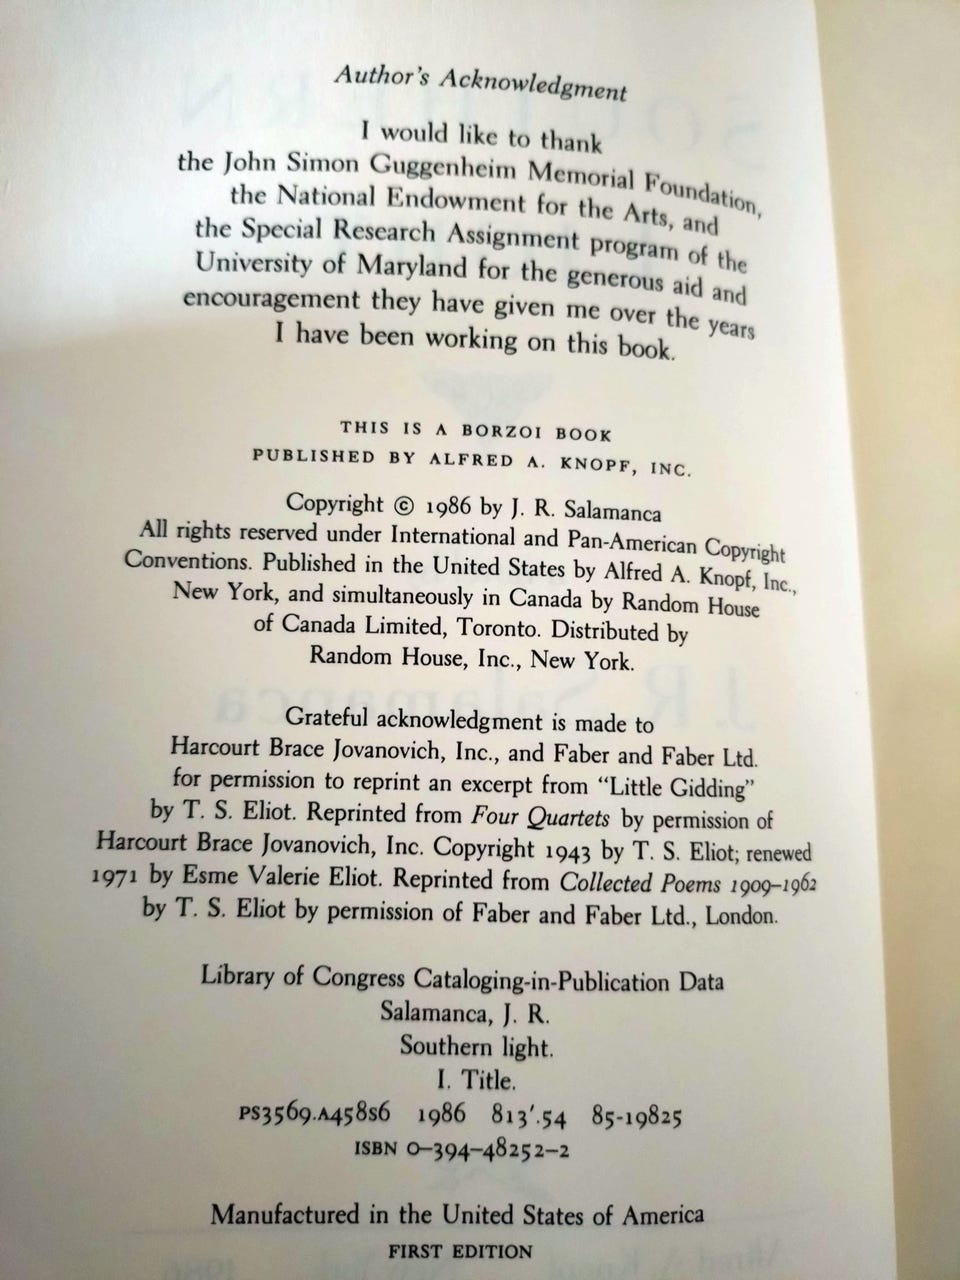 Author's Acknowledgment
I would like to thank
the John Simon Guggenheim Memorial Foundation,
the National Endowment for the Arts, and
the Special Research Assignment program of the
University of Maryland for the generous aid and
encouragement they have given me over the years
I have been working on this book.
THIS IS A BORZOI BOOK
PUBLISHED BY ALFRED A. KNOPF, INC.
Copyright © 1986 by J. R. Salamanca
All rights reserved under International and Pan-American Copyright
Conventions. Published in the United States by Alfred A. Knopf, Inc.,
New York, and simultaneously in Canada by Random House
of Canada Limited, Toronto. Distributed by
Random House, Inc., New York.
Grateful acknowledgment is made to
Harcourt Brace Jovanovich, Inc., and Faber and Faber Ltd.
for permission to reprint an excerpt from "Little Gidding"
by T. S. Eliot. Reprinted from Four Quartets by permission of
Harcourt Brace Jovanovich, Inc. Copyright 1943 by T. S. Eliot; renewed
1971 by Esme Valerie Eliot. Reprinted from Collected Poems 1909–1962
by T. S. Eliot by permission of Faber and Faber Ltd., London.
Library of Congress Cataloging-in-Publication Data
Salamanca, J. R.
Southern light.
I. Title.
PS3569.A458S6 1986 813'.54 85-19825
ISBN 0–394–48252–2
Manufactured in the United States of America
FIRST EDITION